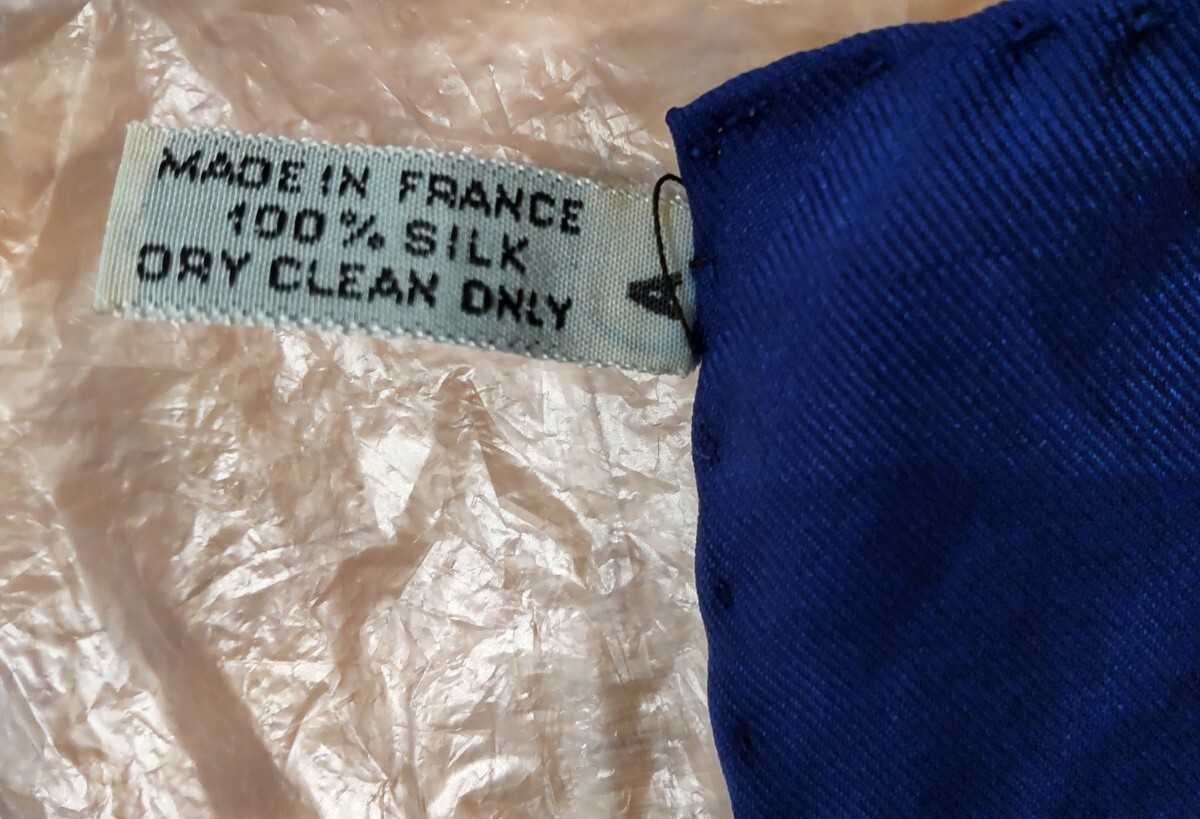 MADE IN FRANCE
100% SILK
DRY CLEAN ONLY
A